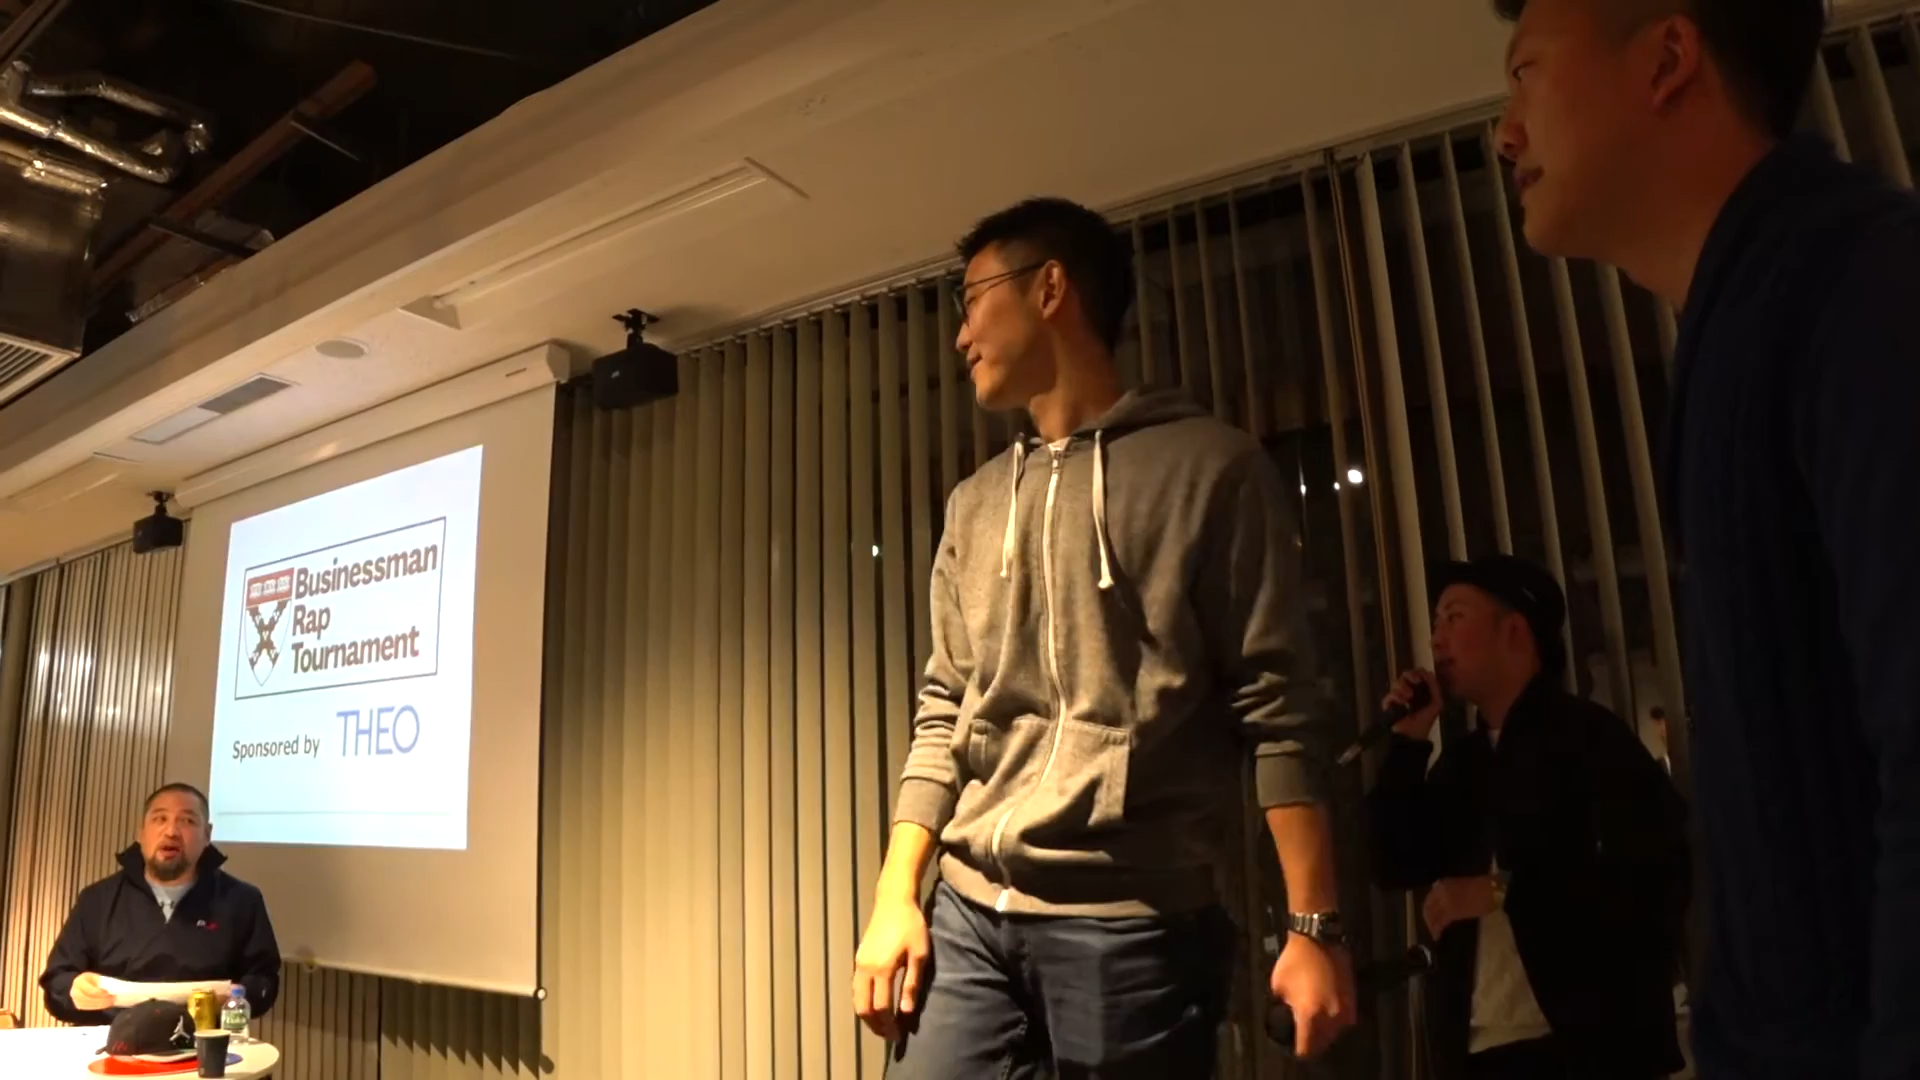 Businessman
Rap
Tournament
Sponsored by THEO